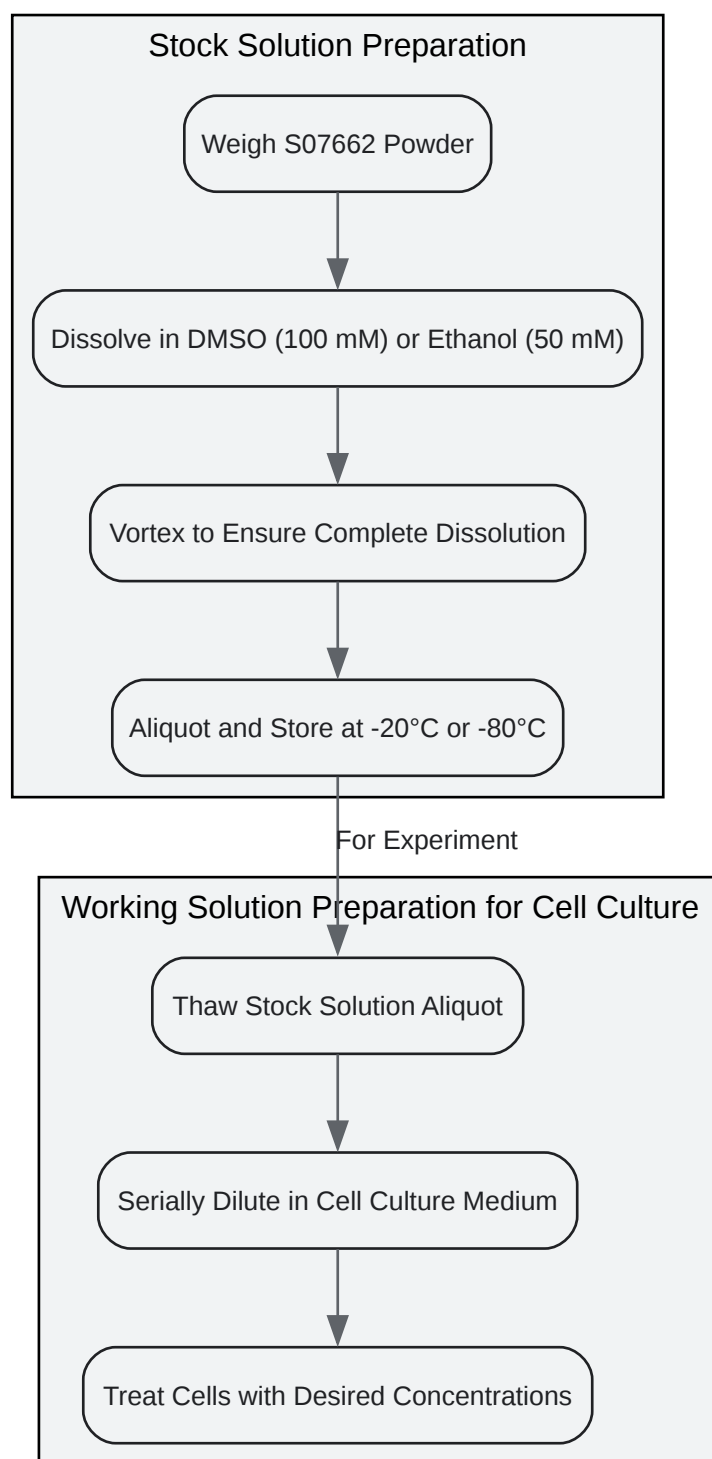 Stock Solution Preparation
Weigh S07662 Powder
Dissolve in DMSO (100 mM) or Ethanol (50 mM)
Vortex to Ensure Complete Dissolution
Aliquot and Store at -20°C or -80°C
For Experiment
Working Solution Preparation for Cell Culture
Thaw Stock Solution Aliquot
Serially Dilute in Cell Culture Medium
Treat Cells with Desired Concentrations